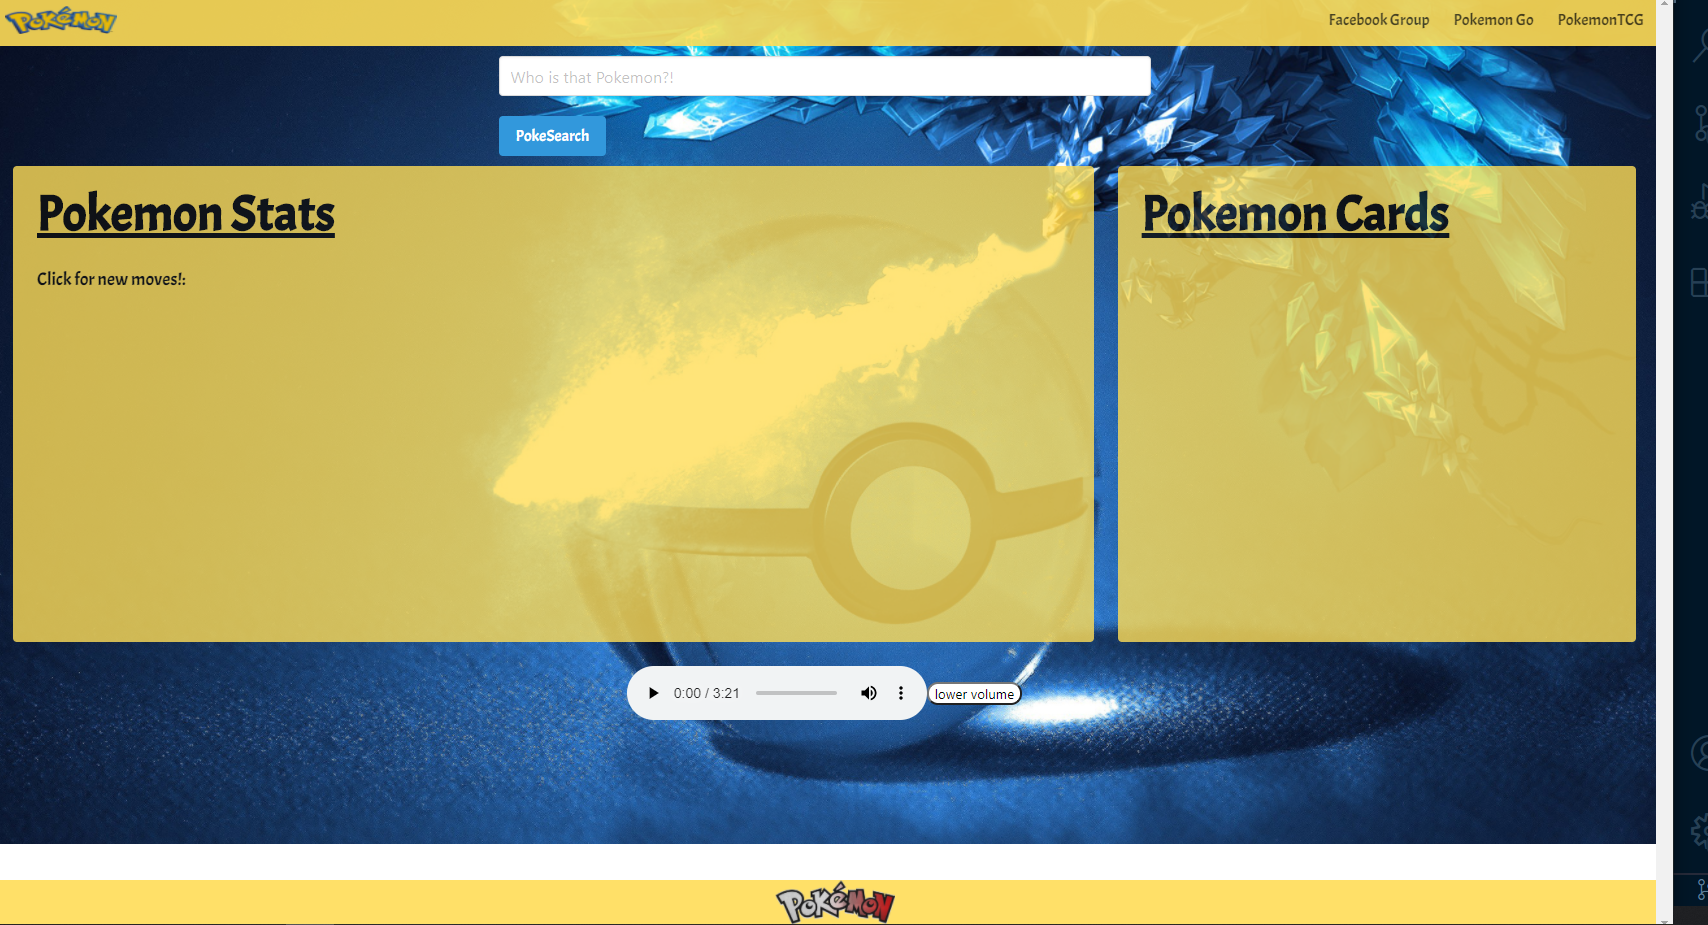 POKÉMON
Facebook Group Pokemon Go PokemonTCG
Who is that Pokemon?!
PokeSearch
Pokemon Stats
Pokemon Cards
Click for new moves!:
0:00 / 3:21
lower volume
POKÉMON